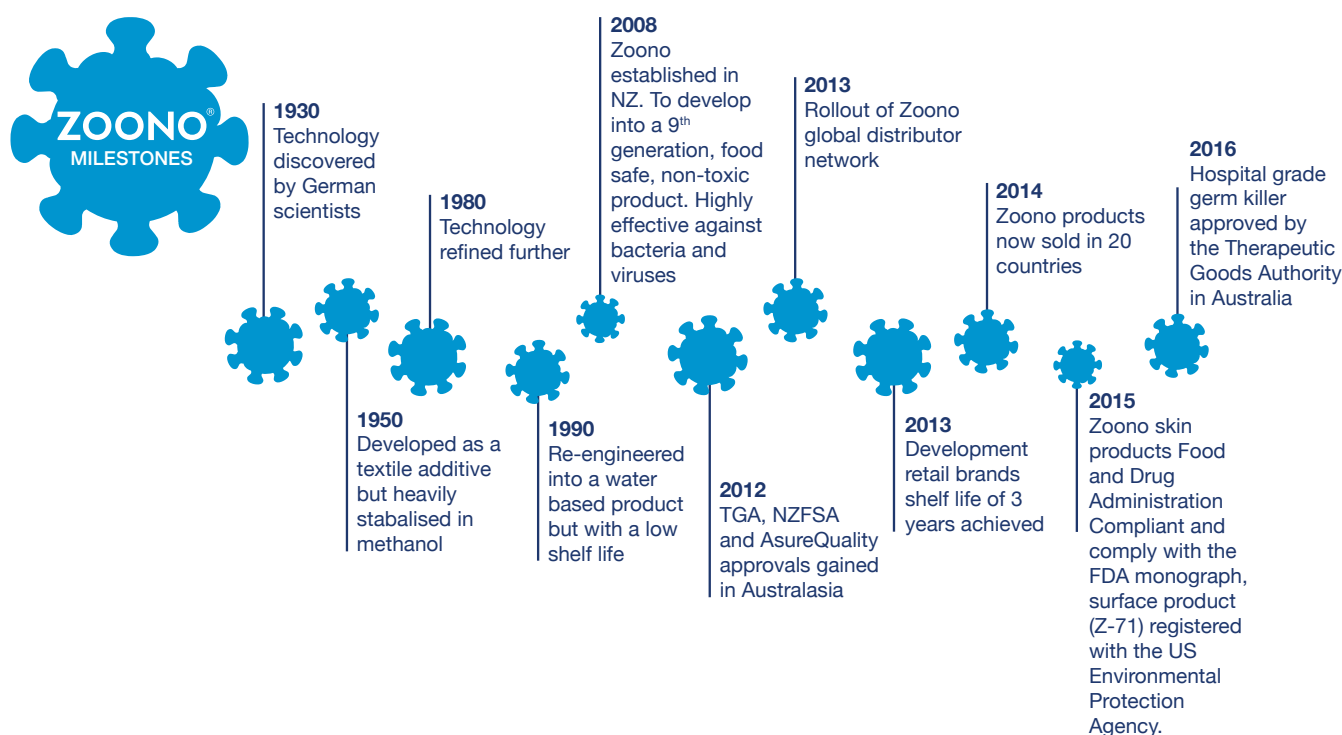 ZOONO®
MILESTONES
1930
Technology
discovered
by German
scientists
1950
Developed as a
textile additive
but heavily
stabalised in
methanol
1980
Technology
refined further
1990
Re-engineered
into a water
based product
but with a low
shelf life
2008
Zoono
established in
NZ. To develop
into a 9th
generation, food
safe, non-toxic
product. Highly
effective against
bacteria and
viruses
2012
TGA, NZFSA
and AsureQuality
approvals gained
in Australasia
2013
Rollout of Zoono
global distributor
network
2013
Development
retail brands
shelf life of 3
years achieved
2014
Zoono products
now sold in 20
countries
2015
Zoono skin
products Food
and Drug
Administration
Compliant and
comply with the
FDA monograph,
surface product
(Z-71) registered
with the US
Environmental
Protection
Agency.
2016
Hospital grade
germ killer
approved by
the Therapeutic
Goods Authority
in Australia